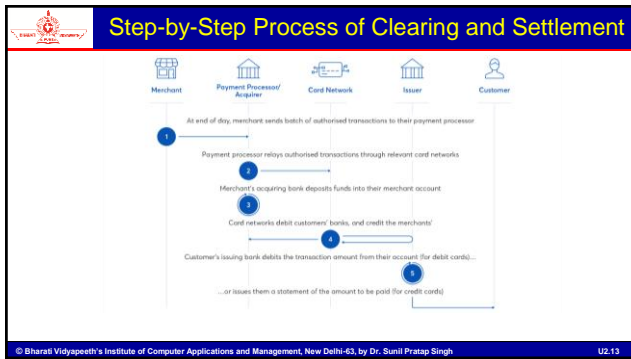 Step-by-Step Process of Clearing and Settlement
Merchant
Payment Processor/
Acquirer
Card Network
Issuer
Customer
At end of day, merchant sends batch of authorised transactions to their payment processor
1
Payment processor relays authorised transactions through relevant card networks
2
Merchant's acquiring bank deposits funds into their merchant account
3
Card networks debit customers' banks, and credit the merchants'
4
Customer's issuing bank debits the transaction amount from their account (for debit cards)...
5
...or issues them a statement of the amount to be paid (for credit cards)
© Bharati Vidyapeeth's Institute of Computer Applications and Management, New Delhi-63, by Dr. Sunil Pratap Singh
U2.13